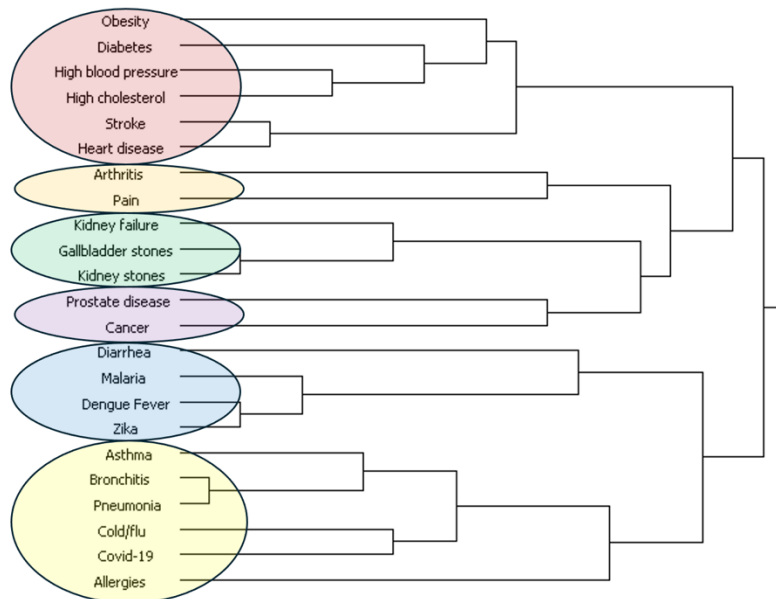 Obesity
Diabetes
High blood pressure
High cholesterol
Stroke
Heart disease
Arthritis
Pain
Kidney failure
Gallbladder stones
Kidney stones
Prostate disease
Cancer
Diarrhea
Malaria
Dengue Fever
Zika
Asthma
Bronchitis
Pneumonia
Cold/flu
Covid-19
Allergies